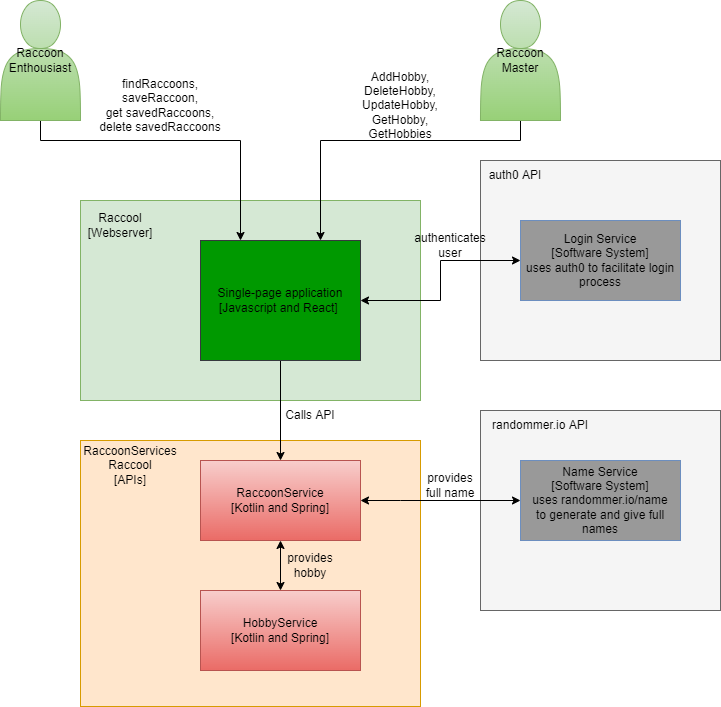 Raccoon
Enthousiast
Raccoon
Master
findRaccoons,
saveRaccoon,
get savedRaccoons,
delete savedRaccoons
AddHobby,
DeleteHobby,
UpdateHobby,
GetHobby,
GetHobbies
auth0 API
Raccool
[Webserver]
authenticates
user
Login Service
[Software System]
uses auth0 to facilitate login
process
Single-page application
[Javascript and React]
Calls API
randommer.io API
RaccoonServices
Raccool
[APIs]
RaccoonService
[Kotlin and Spring]
provides
full name
Name Service
[Software System]
uses randommer.io/name
to generate and give full
names
provides
hobby
HobbyService
[Kotlin and Spring]